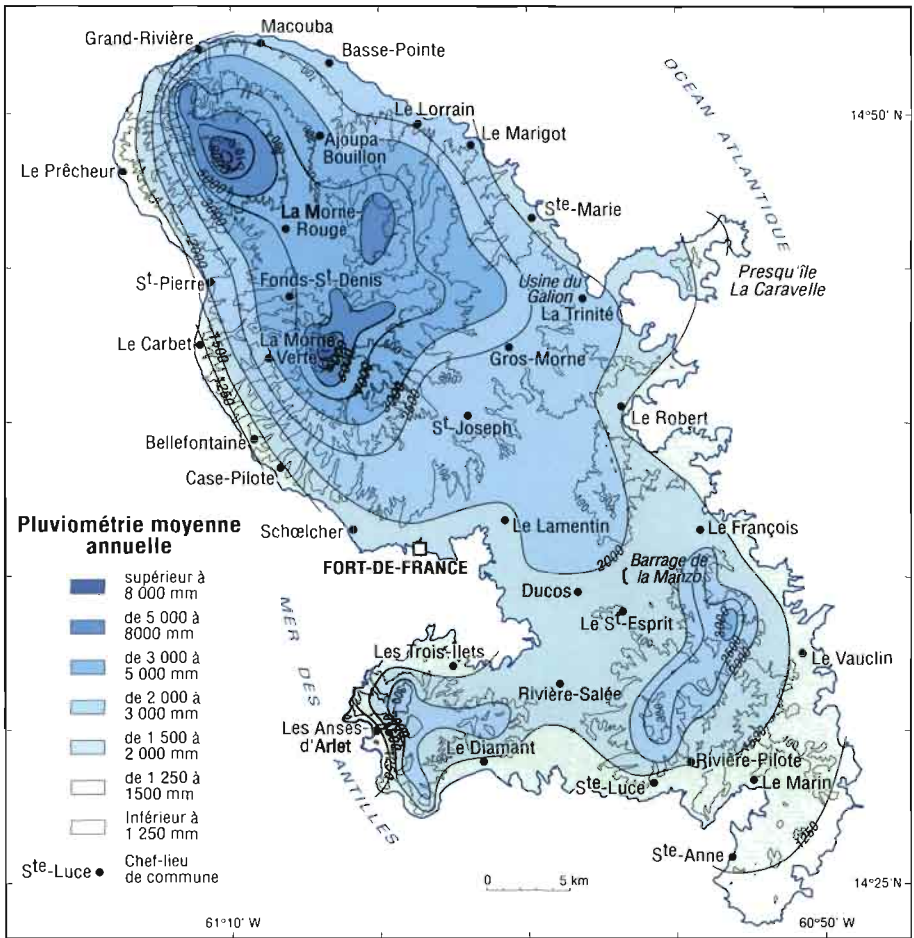 Macouba
Grand-Rivière
Basse-Pointe
OCEAN ATLANTIQUE
Le Lorrain
14°50' N
Ajoupa
Bouillon
Le Marigot
Le Prêcheur
Ste-Marie
La Morne-
Rouge
Presqu'île
La Caravelle
St-Pierre
Fonds-St-Denis
Usine du
Galion
La Trinité
Le Carbet
1500
La Morne
Verte
Gros-Morne
1250
Le Robert
St-Joseph
Bellefontaine
Case-Pilote
Pluviométrie moyenne
annuelle
Schœlcher
Le Lamentin
Le François
FORT-DE-FRANCE
2000
Barrage de
la Manzo
supérieur à
8 000 mm
Ducos
de 5 000 à
8000 mm
MER DES ANTILLES
Le St-Esprit
3000
Les Trois-Îlets
Le Vauclin
de 3 000 à
5 000 mm
Rivière-Salée
de 2 000 à
3 000 mm
Les Anses
d'Arlet
Le Diamant
Rivière-Pilote
de 1 500 à
2 000 mm
Ste-Luce
Le Marin
de 1 250 à
1500 mm
Inférieur à
1 250 mm
1250
Ste-Anne
Ste-Luce
Chef-lieu
de commune
0 5 km
14°25' N
61°10' W
60°50' W